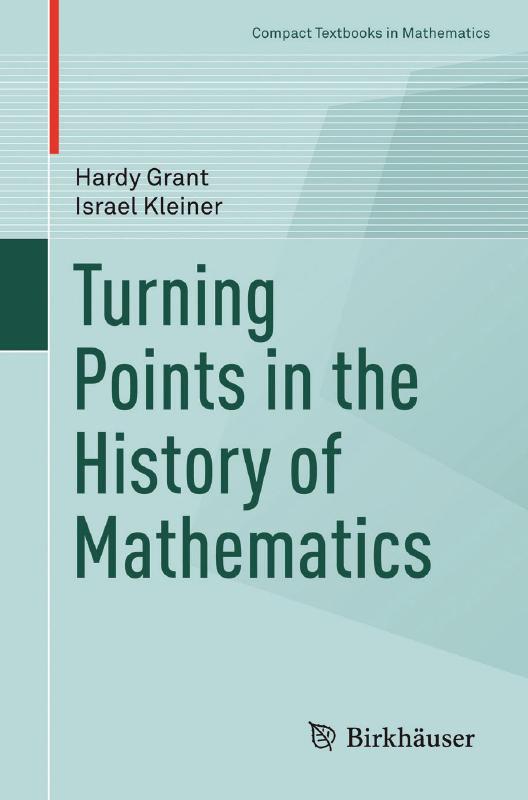 Compact Textbooks in Mathematics
Hardy Grant
Israel Kleiner
Turning
Points in the
History of
Mathematics
Birkhäuser